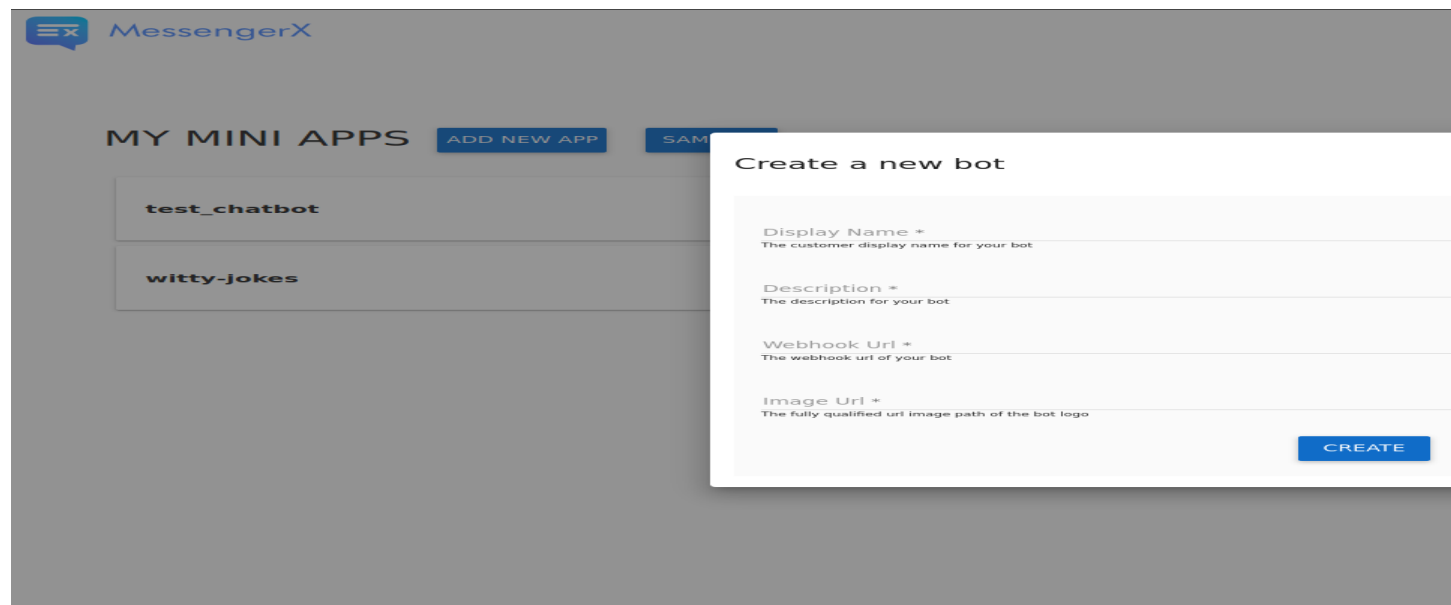 MessengerX
MY MINI APPS
ADD NEW APP
test_chatbot
witty-jokes
Create a new bot
Display Name *
The customer display name for your bot
Description *
The description for your bot
Webhook Url *
The webhook url of your bot
Image Url *
The fully qualified url image path of the bot logo
CREATE